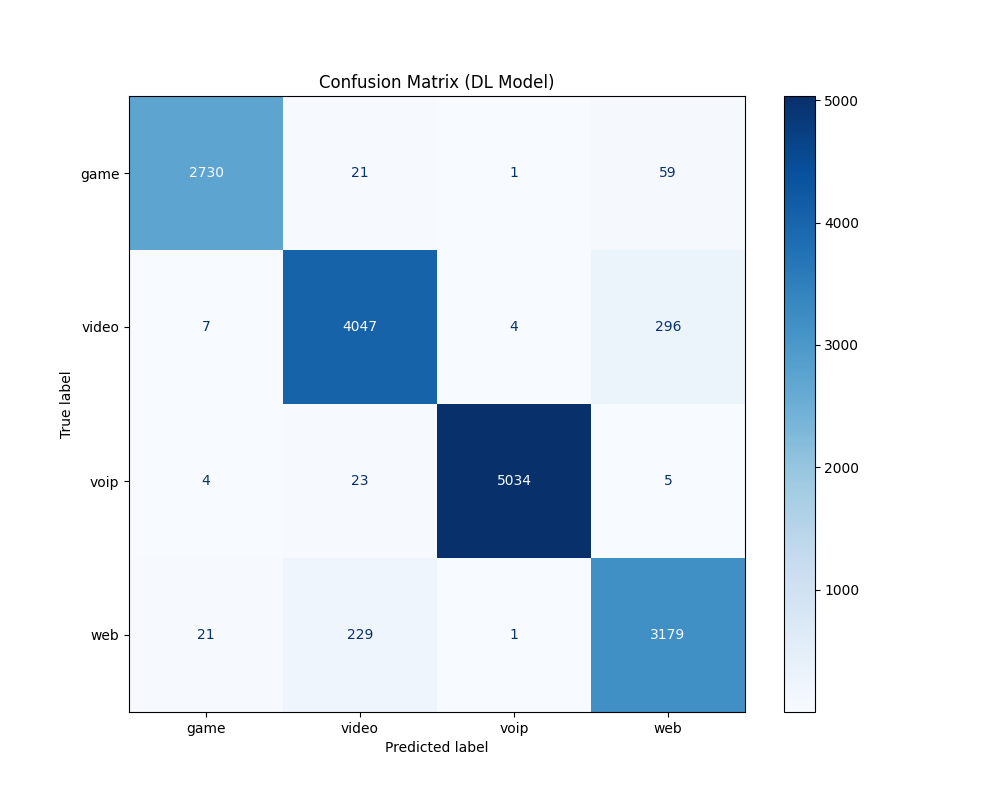 Confusion Matrix (DL Model)
True label
game
2730
21
1
59
video
7
4047
4
296
voip
4
23
5034
5
web
21
229
1
3179
game
video
voip
web
Predicted label
5000
4000
3000
2000
1000